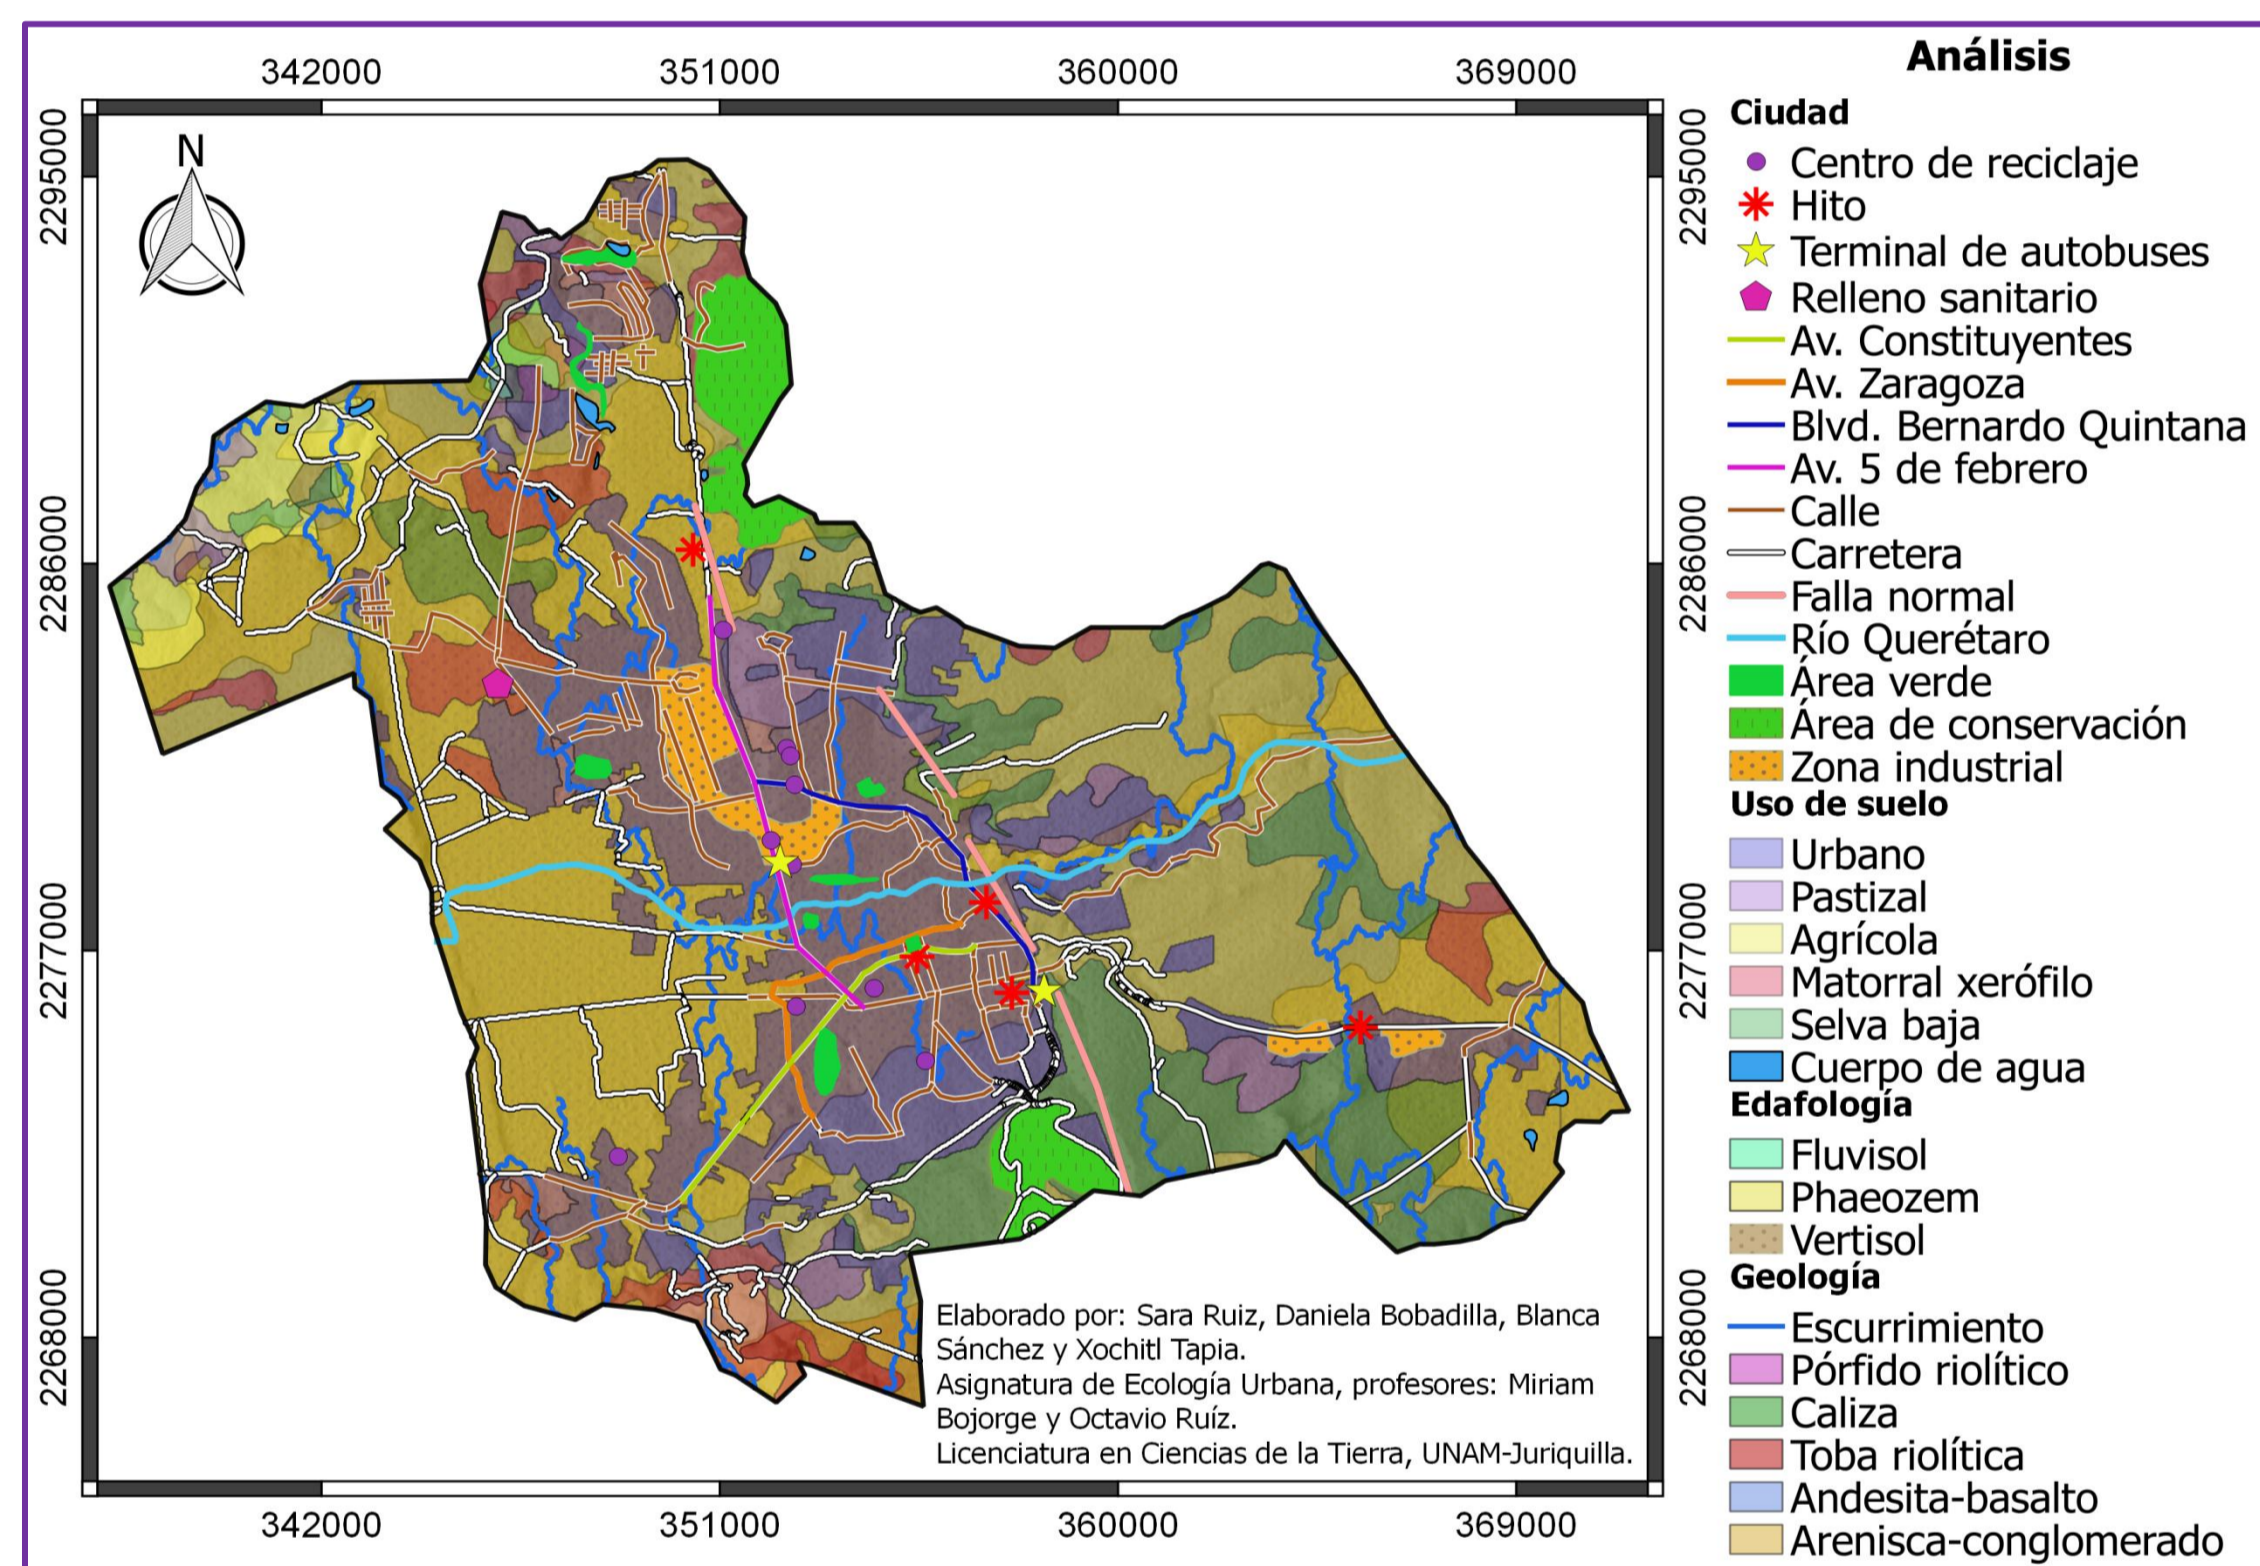 342000 351000 360000 369000
2295000 2295000
2286000 2286000
2277000 2277000
2268000 2268000
N
Elaborado por: Sara Ruiz, Daniela Bobadilla, Blanca
Sánchez y Xochitl Tapia.
Asignatura de Ecología Urbana, profesores: Miriam
Bojorge y Octavio Ruíz.
Licenciatura en Ciencias de la Tierra, UNAM-Juriquilla.
342000 351000 360000 369000
Análisis
Ciudad
Centro de reciclaje
Hito
Terminal de autobuses
Relleno sanitario
Av. Constituyentes
Av. Zaragoza
Blvd. Bernardo Quintana
Av. 5 de febrero
Calle
Carretera
Falla normal
Río Querétaro
Área verde
Área de conservación
Zona industrial
Uso de suelo
Urbano
Pastizal
Agrícola
Matorral xerófilo
Selva baja
Cuerpo de agua
Edafología
Fluvisol
Phaeozem
Vertisol
Geología
Escurrimiento
Pórfido riolítico
Caliza
Toba riolítica
Andesita-basalto
Arenisca-conglomerado